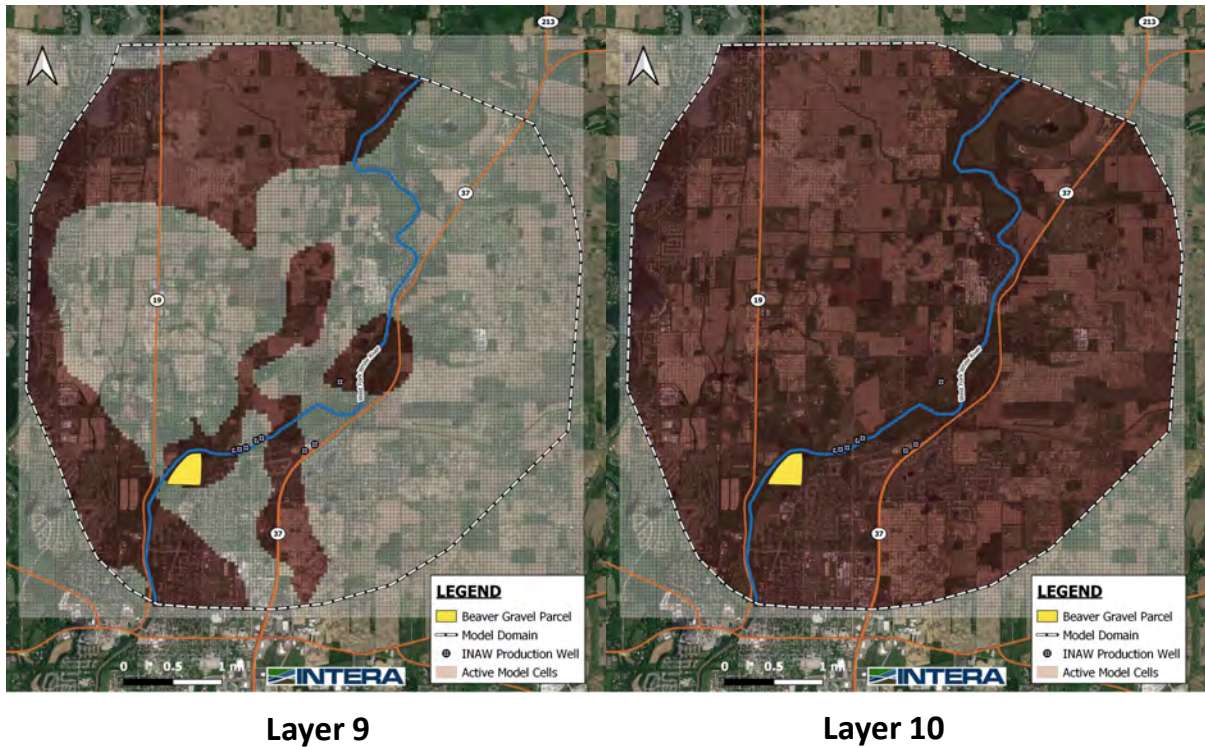 213
37
19
37
LEGEND
Beaver Gravel Parcel
Model Domain
INAW Production Well
Active Model Cells
0 0.5 1 mi
INTERA
Layer 9
213
37
19
37
LEGEND
Beaver Gravel Parcel
Model Domain
INAW Production Well
Active Model Cells
0 0.5 1 mi
INTERA
Layer 10